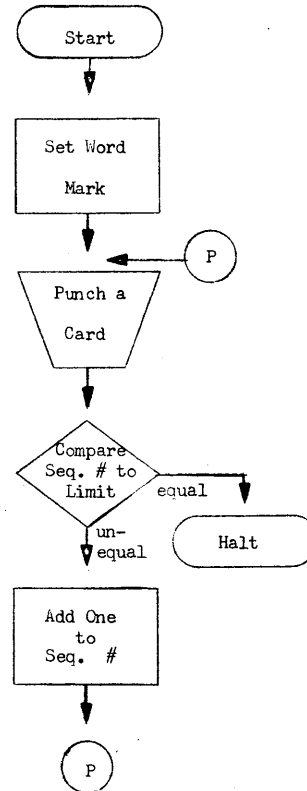 Start
Set Word
Mark
P
Punch a
Card
Compare
Seq. # to
Limit
equal
un-
equal
Halt
Add One
to
Seq. #
P